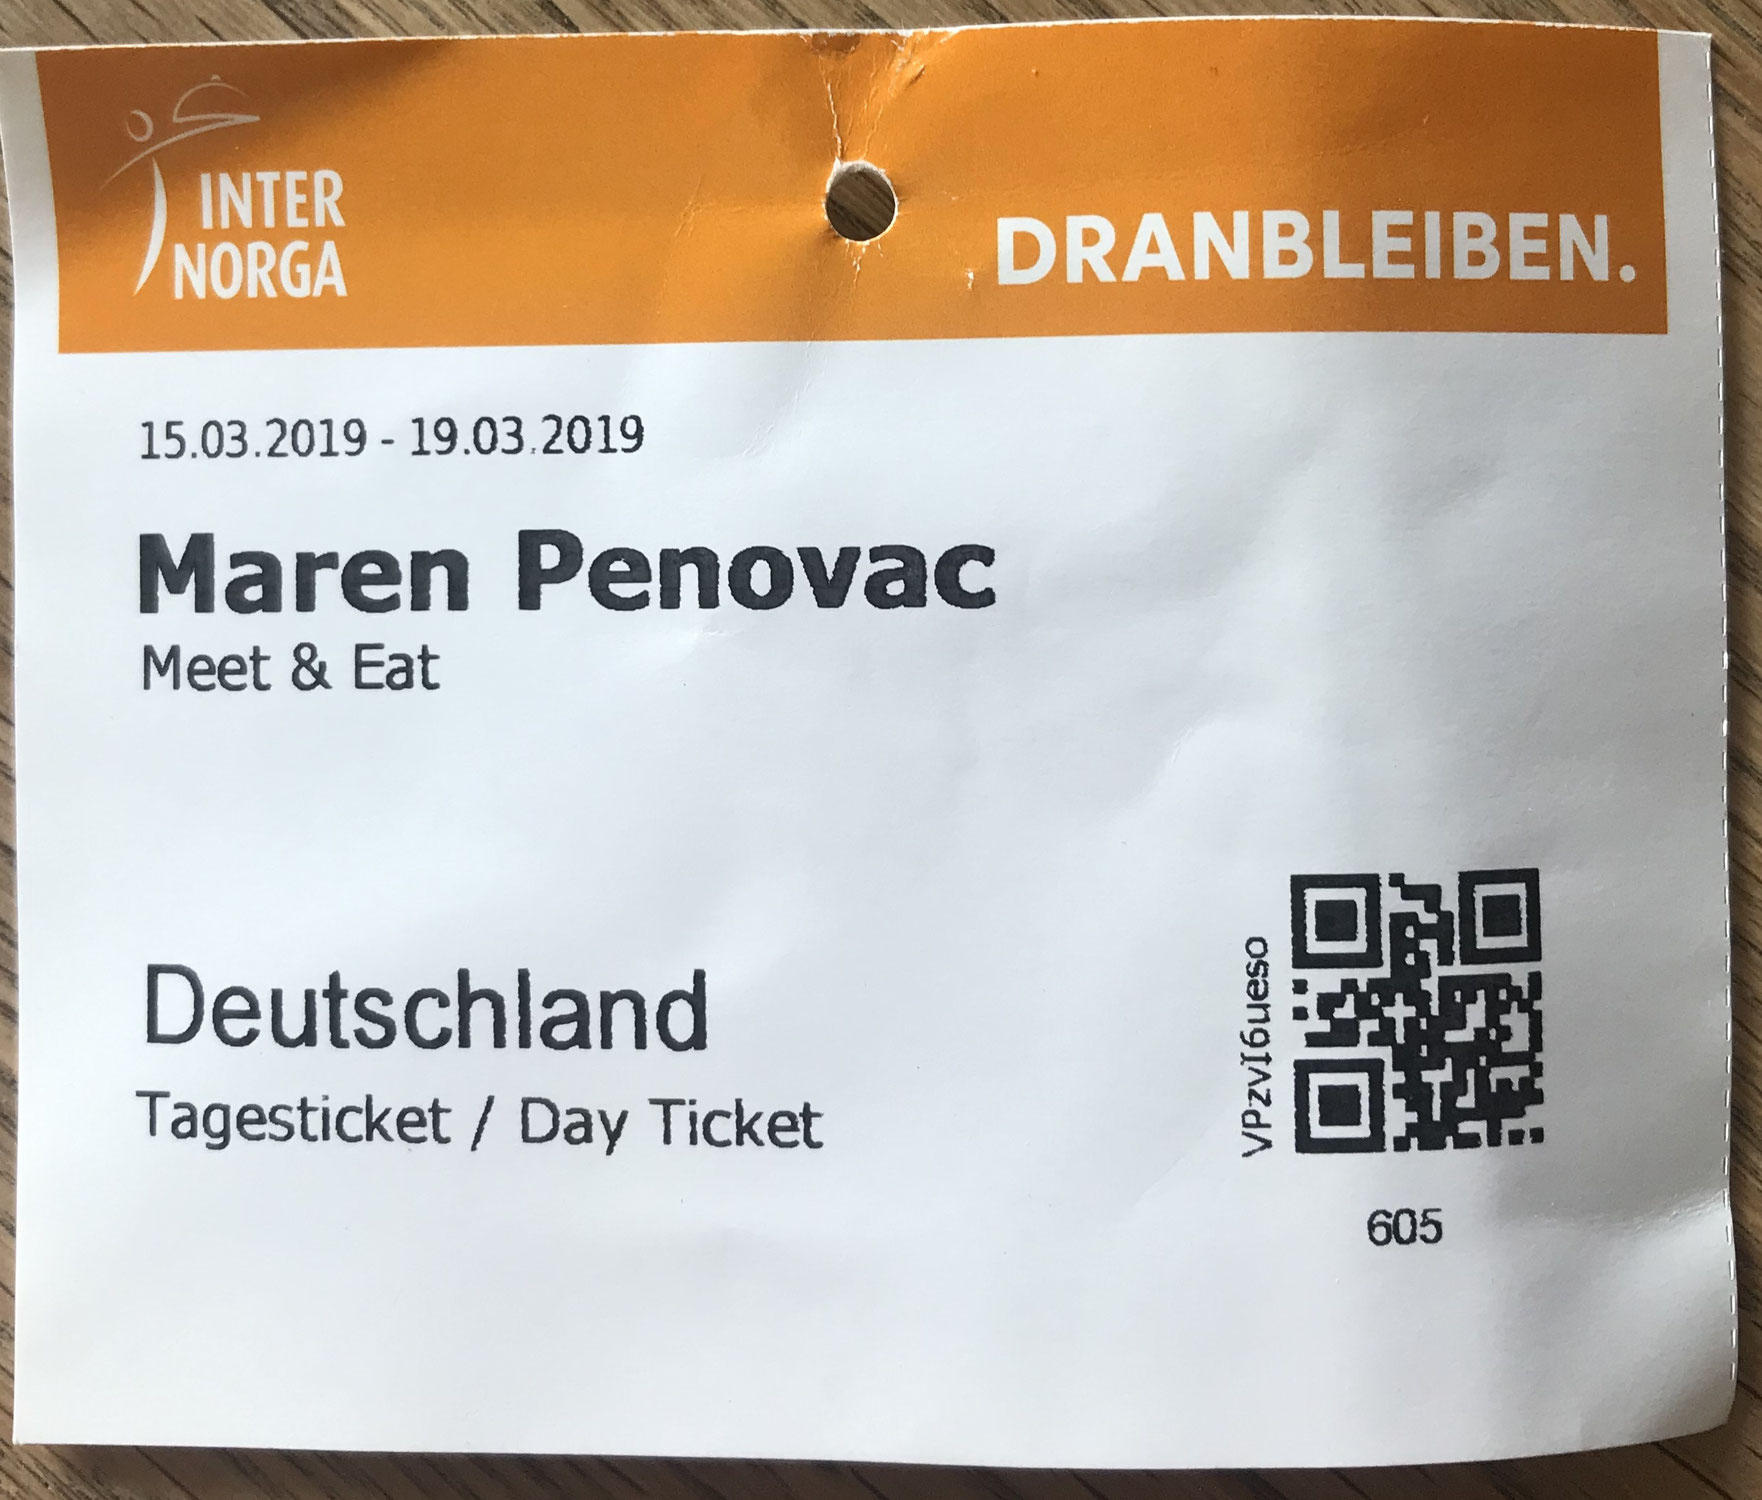 INTER
NORGA
DRANBLEIBEN.
15.03.2019 - 19.03.2019
Maren Penovac
Meet & Eat
Deutschland
Tagesticket / Day Ticket
VPzvI6ueso
605